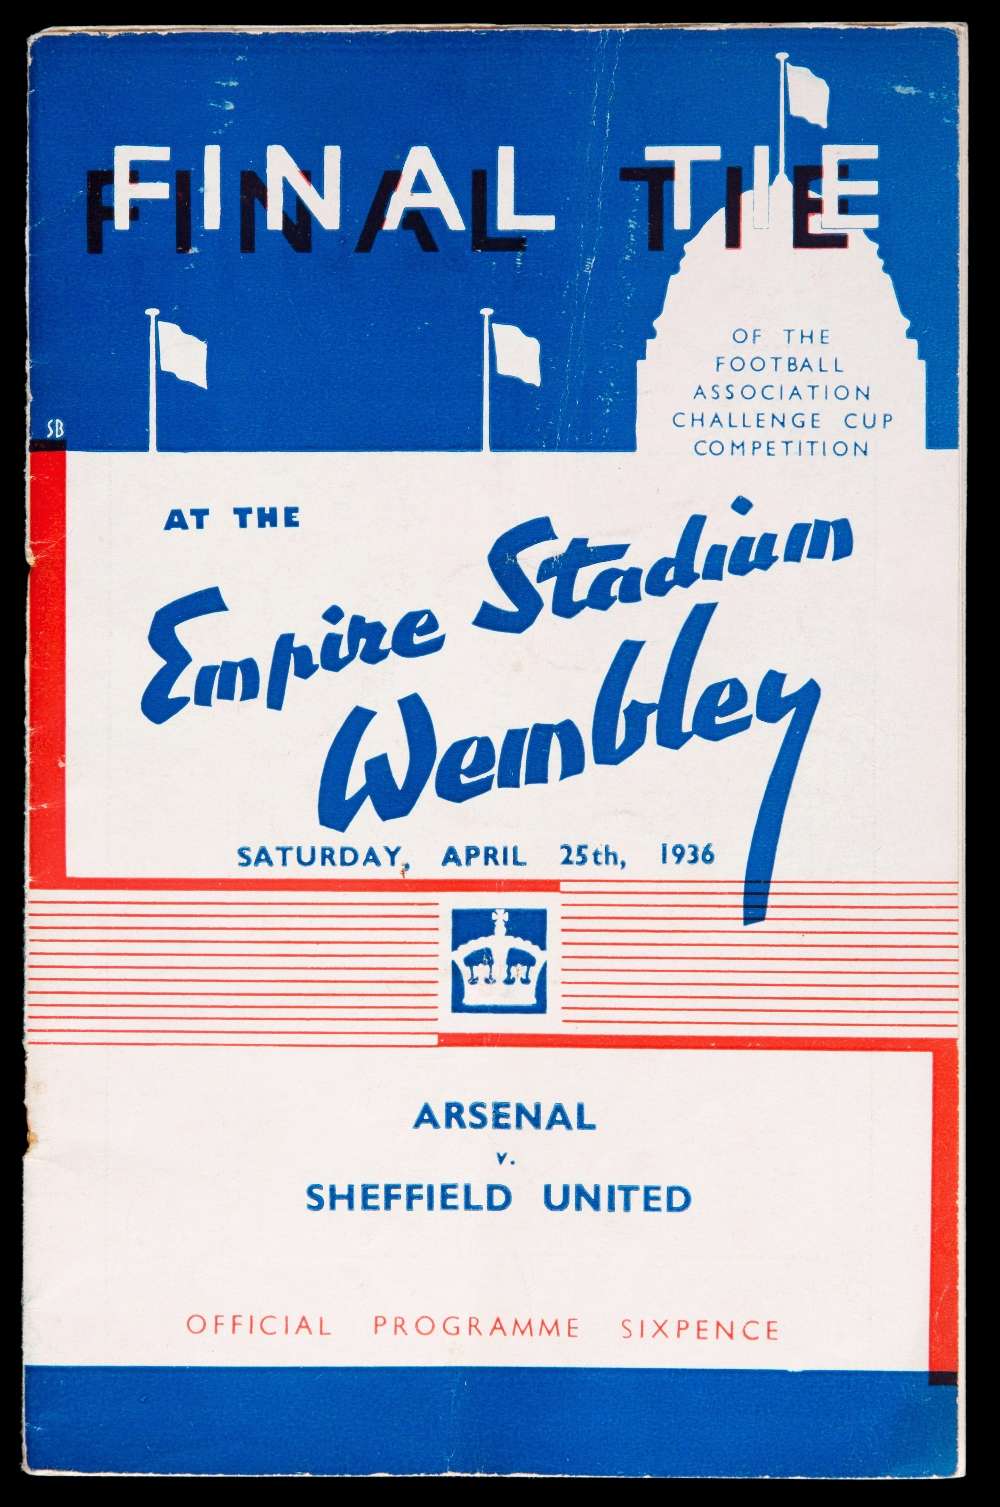 FINAL TIE
OF THE
FOOTBALL
ASSOCIATION
CHALLENGE CUP
COMPETITION
SB
AT THE
Empire Stadium
Wembley
SATURDAY, APRIL 25th, 1936
ARSENAL
v.
SHEFFIELD UNITED
OFFICIAL PROGRAMME SIXPENCE